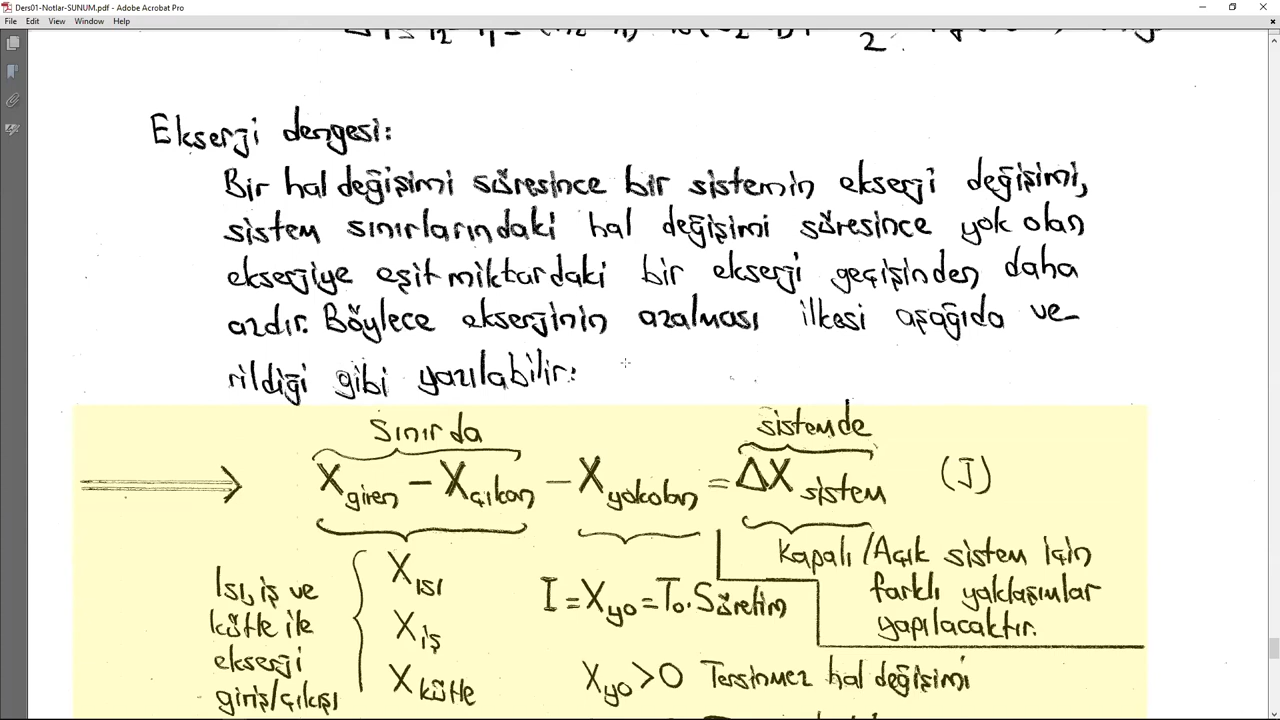 Ders01-Notlar-SUNUM.pdf - Adobe Acrobat Pro
File Edit View Window Help
Ekserji dengesi:
Bir hal değişimi süresince bir sistemin ekserji değişimi,
sistem sınırlarındaki hal değişimi süresince yok olan
ekserjiye eşit miktardaki bir ekserji geçişinden daha
azdır. Böylece ekserjinin azalması ilkesi aşağıda ve-
rildiği gibi yazılabilir:
Sınırda sistemde
⟹ X giren - X çıkan - X yokolan = ΔX sistem (J)
Kapalı/Açık sistem için
farklı yaklaşımlar
yapılacaktır.
Isı, iş ve
kütle ile
ekserji
giriş/çıkışı
X ısı
X iş
X kütle
I = X yo = T₀.Süretim
X yo > 0 Tersinmez hal değişimi